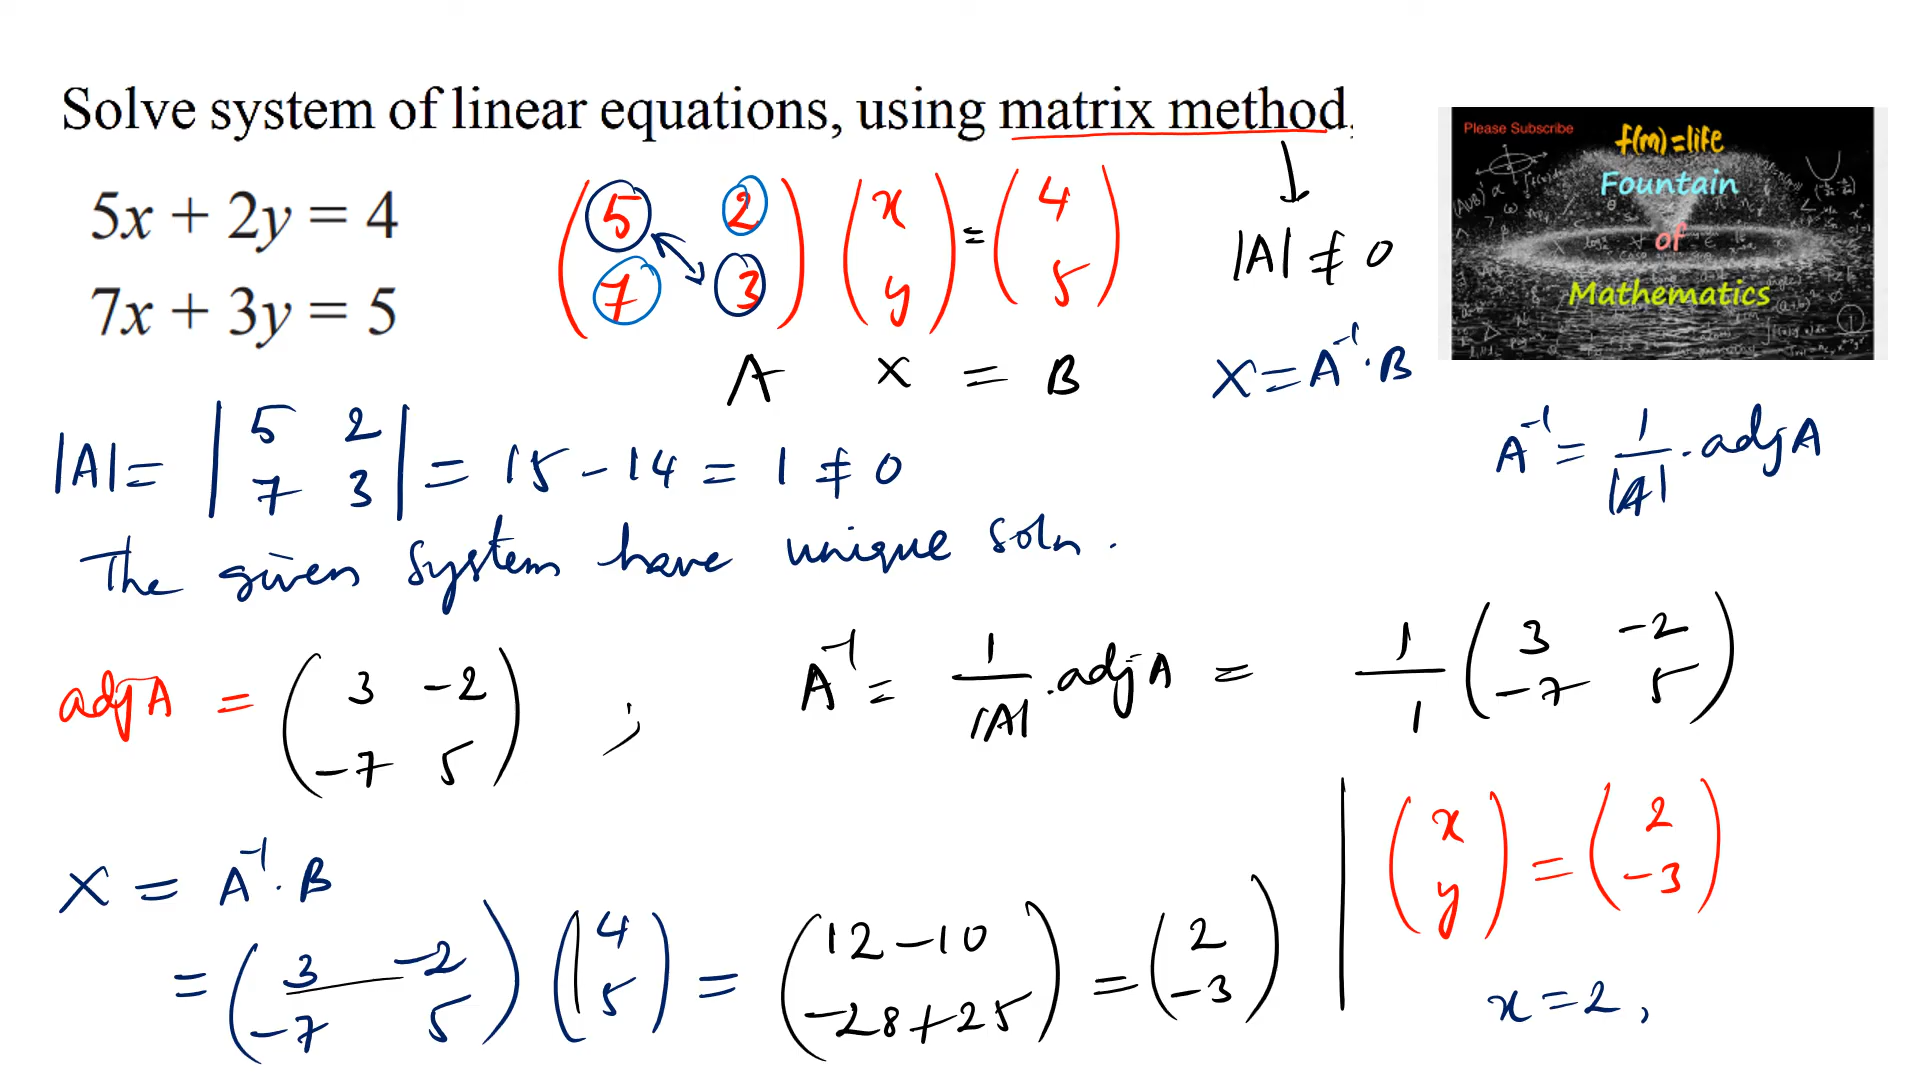 Solve system of linear equations, using matrix method,
5x + 2y = 4
7x + 3y = 5
( 5 2 ) ( x ) = ( 4 )
( 7 3 ) ( y ) ( 5 )
A X = B
|A| ≠ 0
X = A⁻¹ . B
A⁻¹ = 1/|A| . adj A
Please Subscribe
f(m)=life
Fountain
of
Mathematics
|A| = | 5 2 | = 15 - 14 = 1 ≠ 0
| 7 3 |
The given system have unique soln.
adj A = ( 3 -2 ) ;
( -7 5 )
A⁻¹ = 1/|A| . adj A = 1/1 ( 3 -2 )
( -7 5 )
X = A⁻¹ . B
= ( 3 -2 ) ( 4 ) = ( 12 - 10 ) = ( 2 )
( -7 5 ) ( 5 ) ( -28 + 25 ) ( -3 )
( x ) = ( 2 )
( y ) ( -3 )
x = 2 ,